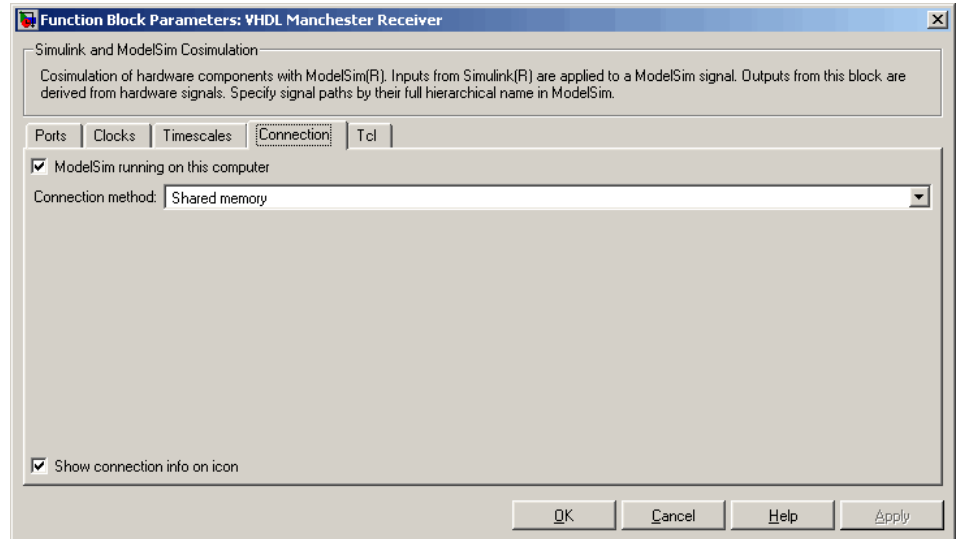 Function Block Parameters: VHDL Manchester Receiver
Simulink and ModelSim Cosimulation
Cosimulation of hardware components with ModelSim(R). Inputs from Simulink(R) are applied to a ModelSim signal. Outputs from this block are
derived from hardware signals. Specify signal paths by their full hierarchical name in ModelSim.
Ports Clocks Timescales Connection Tcl
ModelSim running on this computer
Connection method: Shared memory
Show connection info on icon
OK Cancel Help Apply